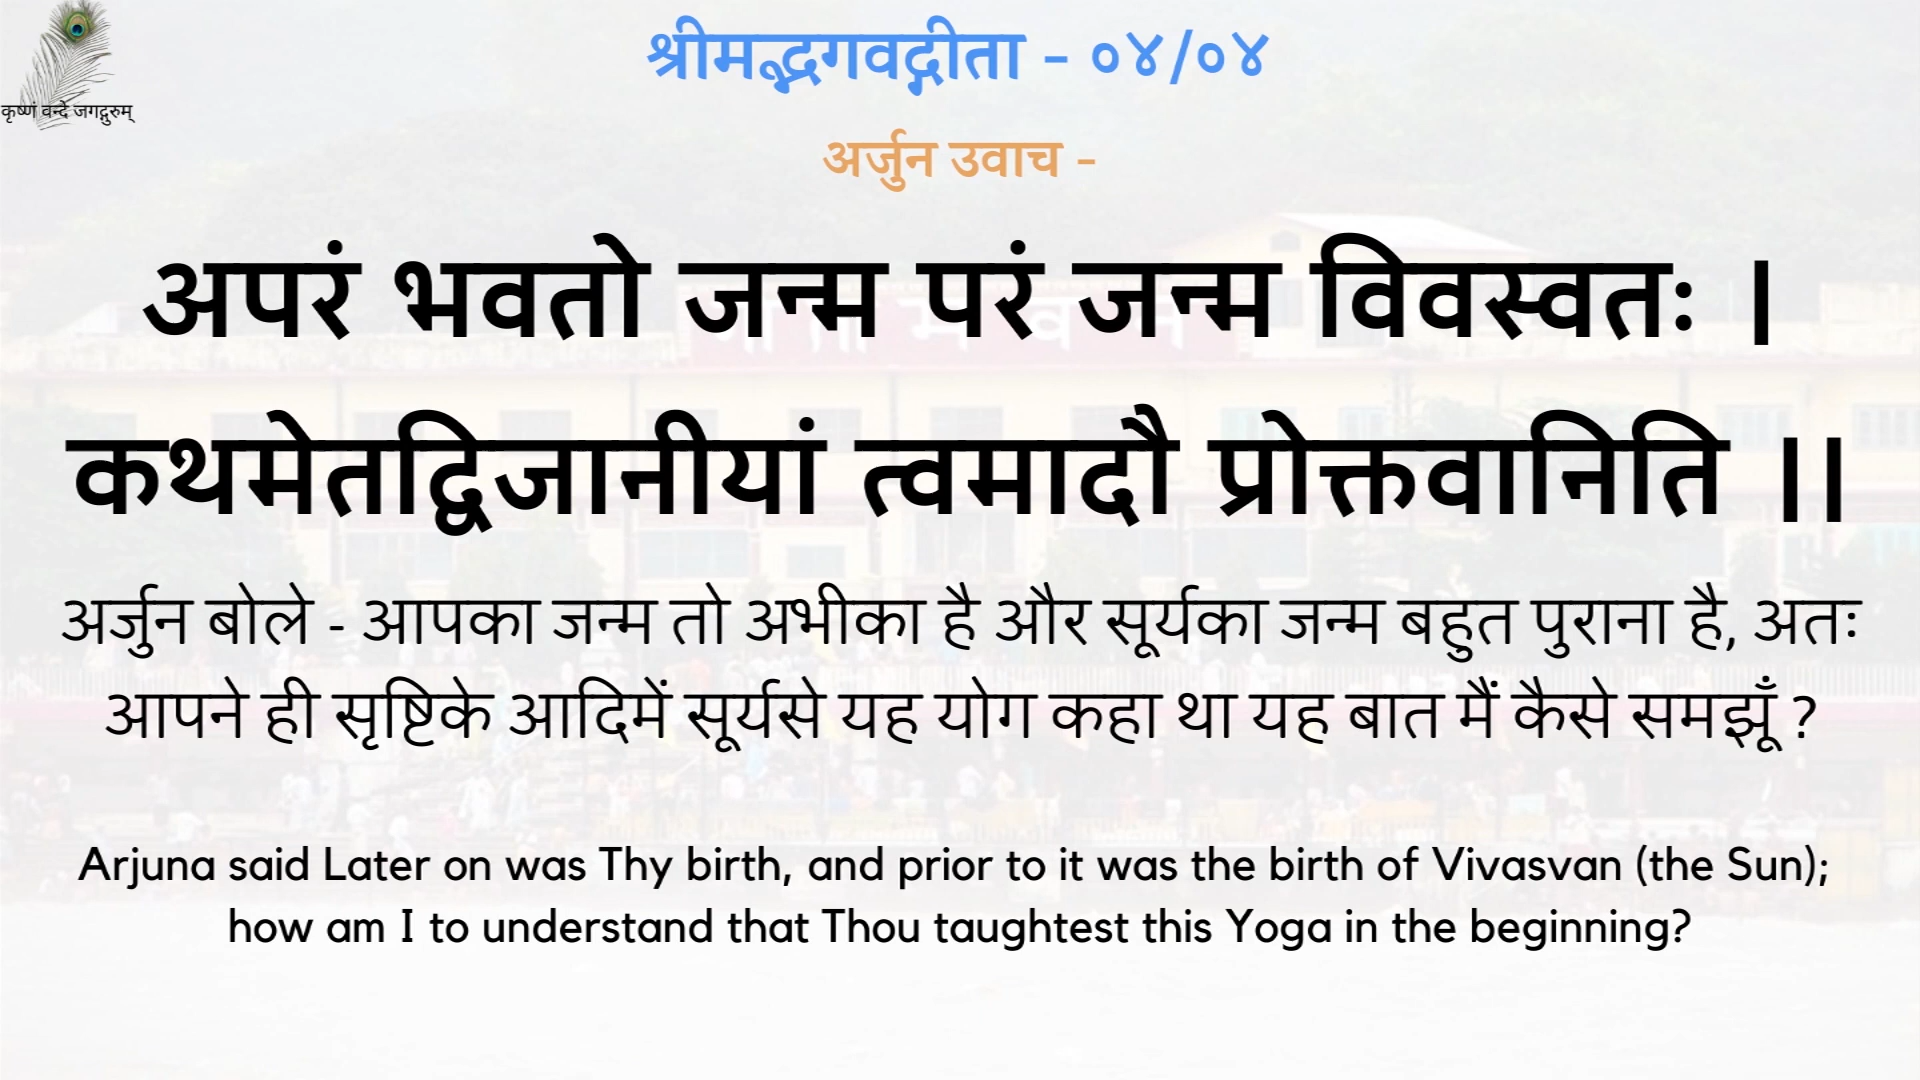 कृष्णं वन्दे जगद्गुरुम्
श्रीमद्भगवद्गीता - ०४/०४
अर्जुन उवाच -
अपरं भवतो जन्म परं जन्म विवस्वतः |
कथमेतद्विजानीयां त्वमादौ प्रोक्तवानिति ||
अर्जुन बोले - आपका जन्म तो अभीका है और सूर्यका जन्म बहुत पुराना है, अतः
आपने ही सृष्टिके आदिमें सूर्यसे यह योग कहा था यह बात मैं कैसे समझूँ ?
Arjuna said Later on was Thy birth, and prior to it was the birth of Vivasvan (the Sun);
how am I to understand that Thou taughtest this Yoga in the beginning?